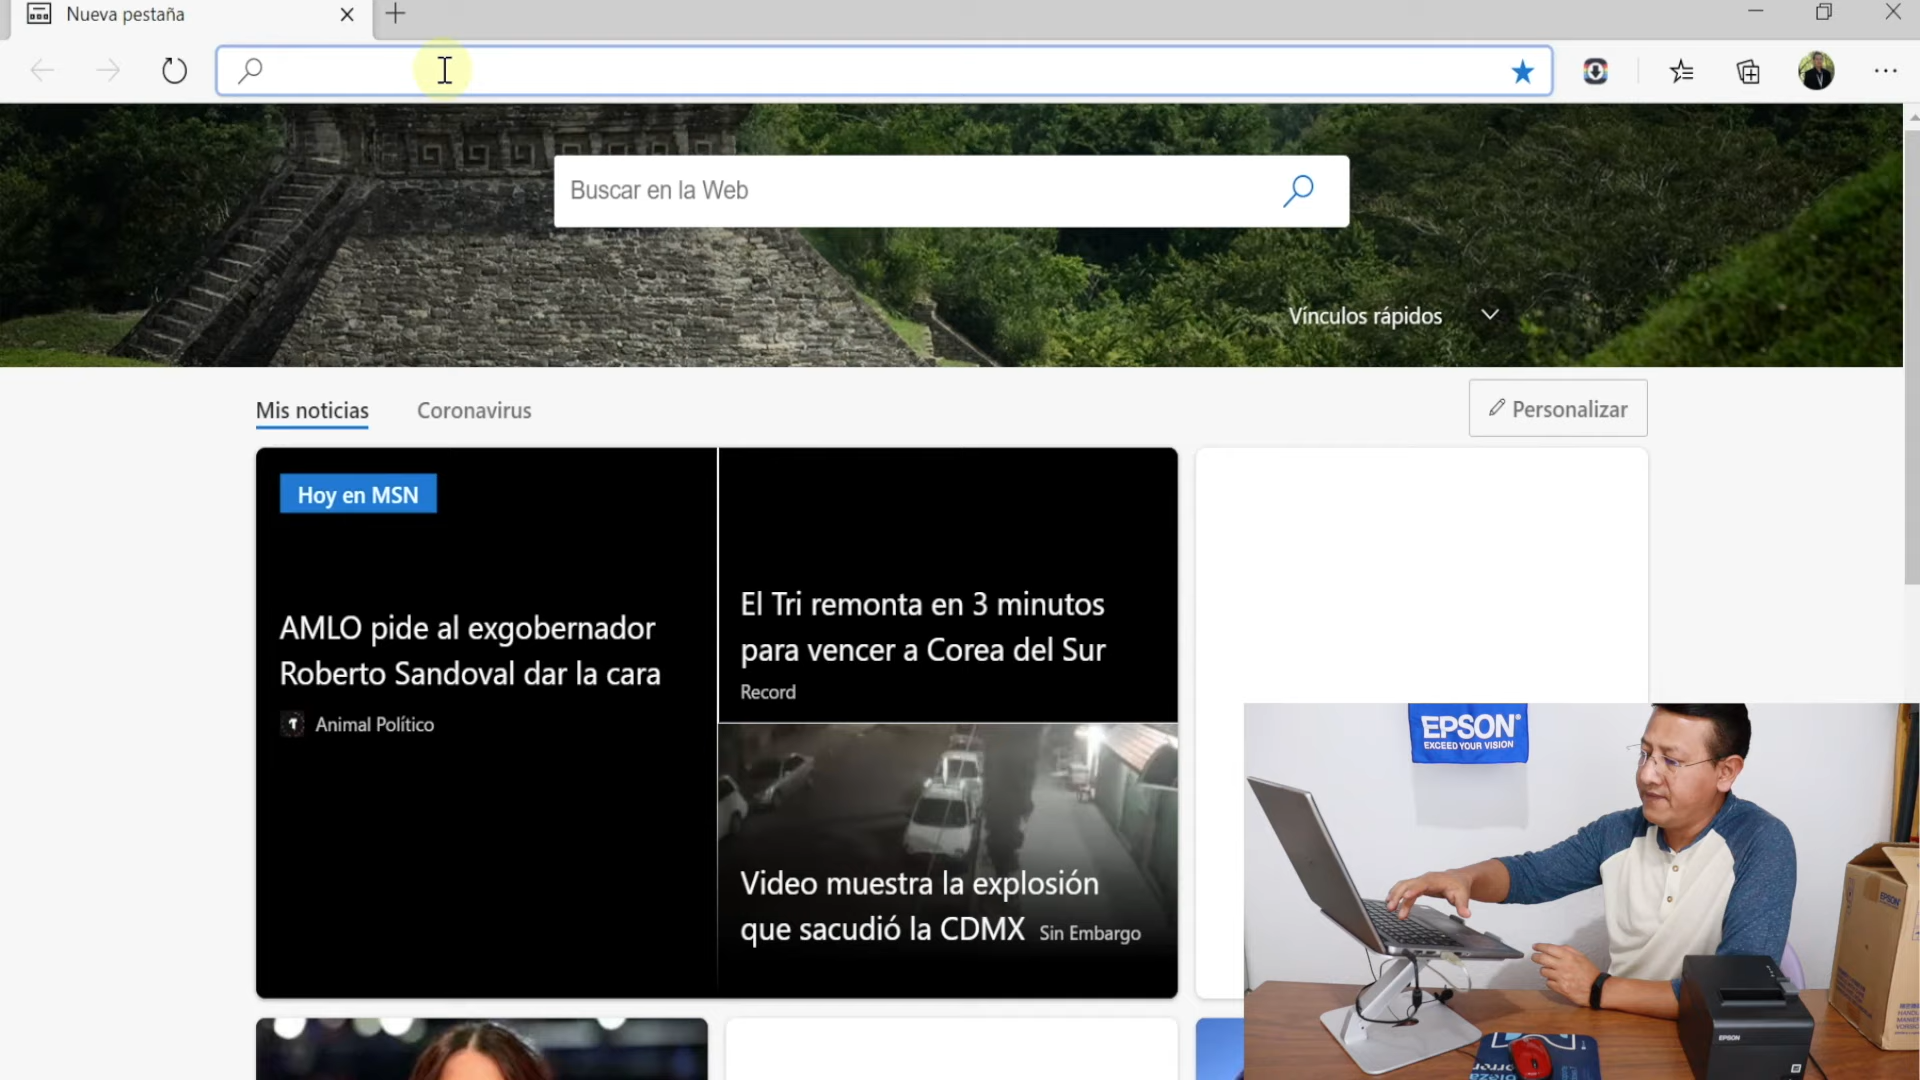 Nueva pestaña
Buscar en la Web
Vínculos rápidos
Mis noticias
Coronavirus
Personalizar
Hoy en MSN
AMLO pide al exgobernador
Roberto Sandoval dar la cara
Animal Político
El Tri remonta en 3 minutos
para vencer a Corea del Sur
Record
Video muestra la explosión
que sacudió la CDMX Sin Embargo
EPSON
EXCEED YOUR VISION
EPSON
EPSON